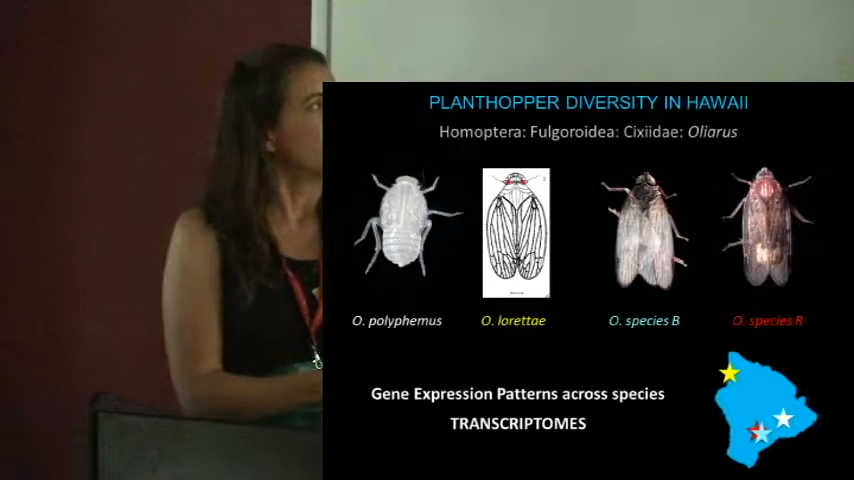 PLANTHOPPER DIVERSITY IN HAWAII
Homoptera: Fulgoroidea: Cixiidae: Oliarus
O. polyphemus
O. lorettae
O. species B
O. species R
Gene Expression Patterns across species
TRANSCRIPTOMES